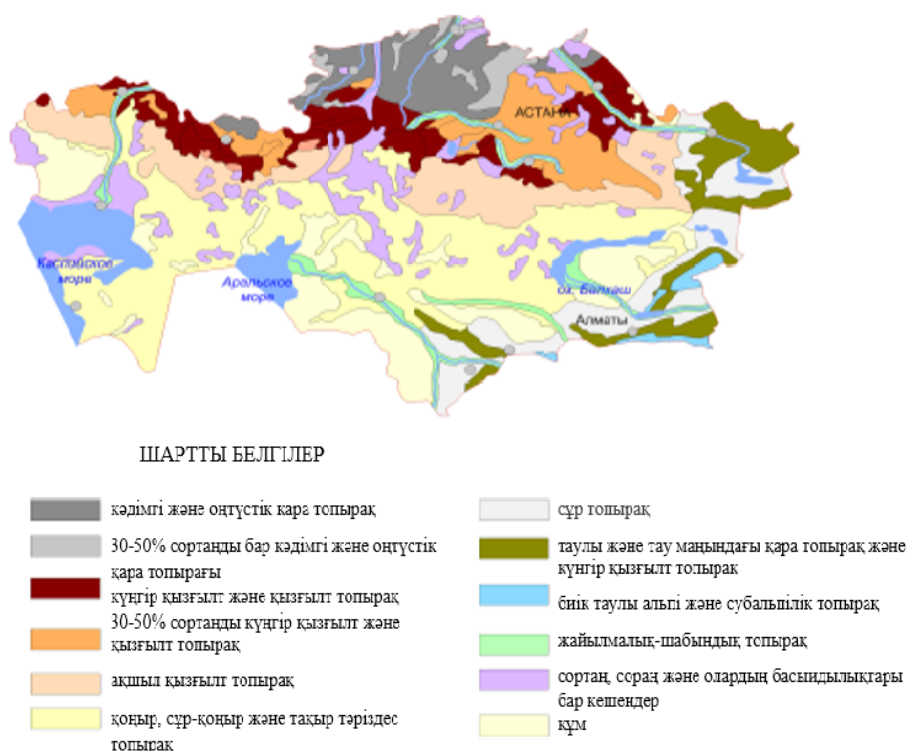 АСТАНА
Каспийское
море
Аральское
море
оз. Балхаш
Алматы
ШАРТТЫ БЕЛГІЛЕР
кәдімгі және оңтүстік қара топырақ
30-50% сортаңды бар кәдімгі және оңтүстік
қара топырағы
күңгір қызғылт және қызғылт топырақ
30-50% сортаңды күңгір қызғылт және
қызғылт топырақ
ақшыл қызғылт топырақ
қоңыр, сұр-қоңыр және тақыр тәріздес
топырақ
сұр топырақ
таулы және тау маңындағы қара топырақ және
күнгір қызғылт топырақ
биік таулы альпі және субальпілік топырақ
жайылмалық-шабындық топырақ
сортаң, сораң және олардың басыидылықтары
бар кешендер
құм